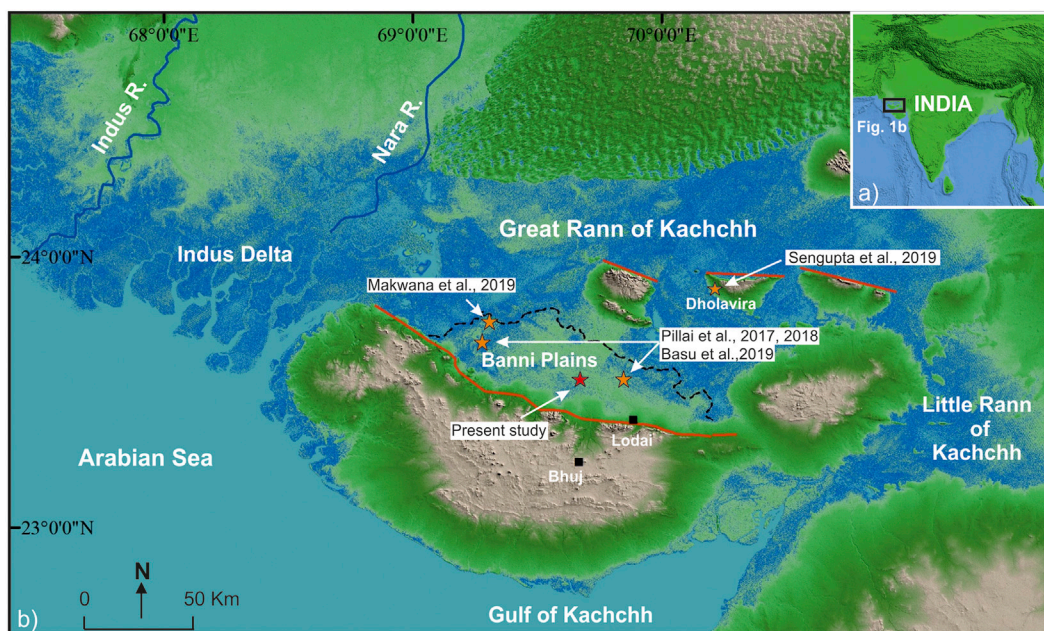 68°0'0"E
69°0'0"E
70°0'0"E
Indus R.
Nara R.
INDIA
Fig. 1b
a)
Great Rann of Kachchh
24°0'0"N
Indus Delta
Sengupta et al., 2019
Makwana et al., 2019
Dholavira
Pillai et al., 2017, 2018
Basu et al.,2019
Banni Plains
Present study
Lodai
Little Rann
of
Kachchh
Arabian Sea
Bhuj
23°0'0"N
N
0
50 Km
b)
Gulf of Kachchh